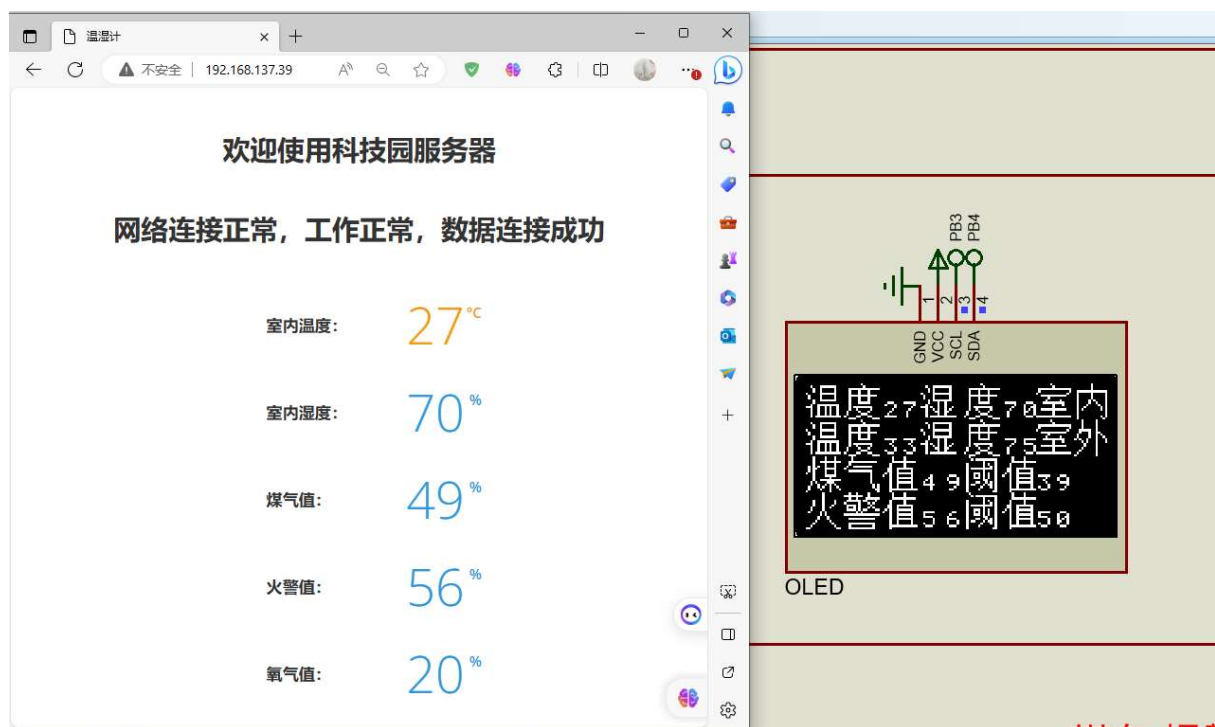 温湿计
不安全 192.168.137.39
欢迎使用科技园服务器
网络连接正常，工作正常，数据连接成功
室内温度： 27 °C
室内湿度： 70 %
煤气值： 49 %
火警值： 56 %
氧气值： 20 %
PB3
PB4
1
2
3
4
GND
VCC
SCL
SDA
温度27湿度70室内
温度33湿度75室外
煤气值49阈值39
火警值56阈值50
OLED